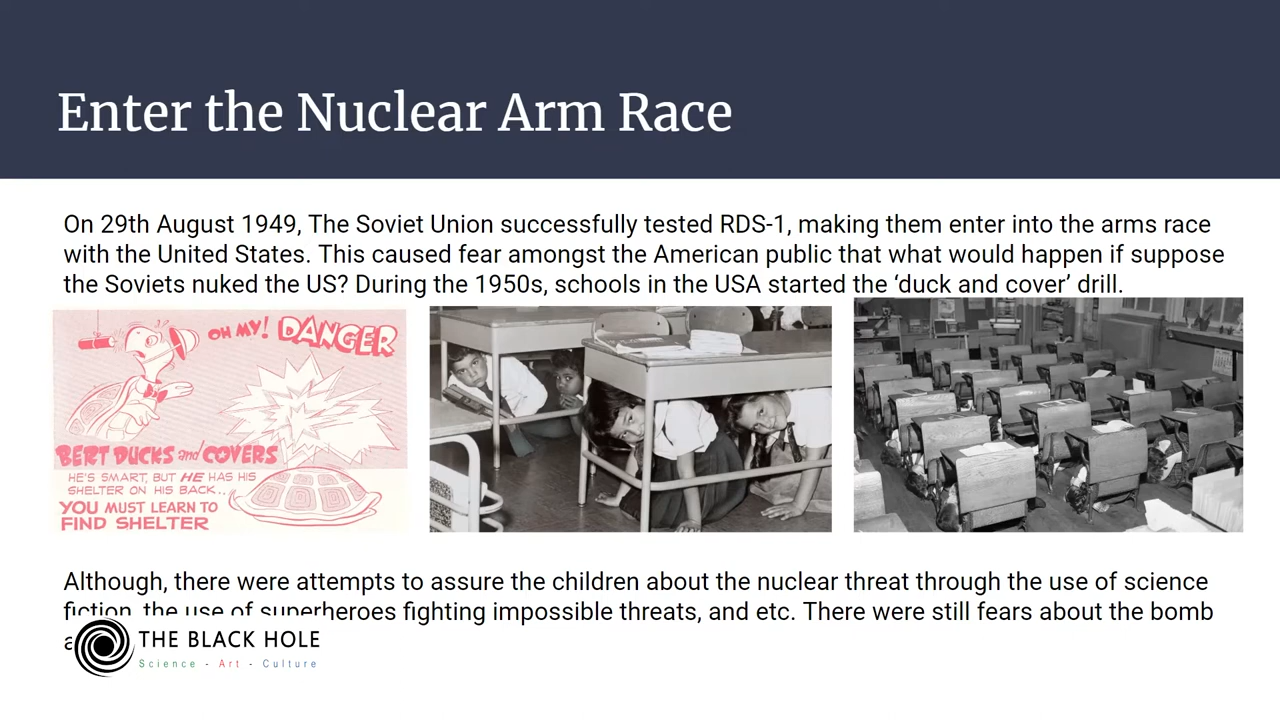 Enter the Nuclear Arm Race
On 29th August 1949, The Soviet Union successfully tested RDS-1, making them enter into the arms race
with the United States. This caused fear amongst the American public that what would happen if suppose
the Soviets nuked the US? During the 1950s, schools in the USA started the ‘duck and cover’ drill.
OH MY! DANGER
BERT DUCKS and COVERS
HE'S SMART, BUT HE HAS HIS
SHELTER ON HIS BACK..
YOU MUST LEARN TO
FIND SHELTER
Although, there were attempts to assure the children about the nuclear threat through the use of science
fiction, the use of superheroes fighting impossible threats, and etc. There were still fears about the bomb
THE BLACK HOLE
Science - Art - Culture